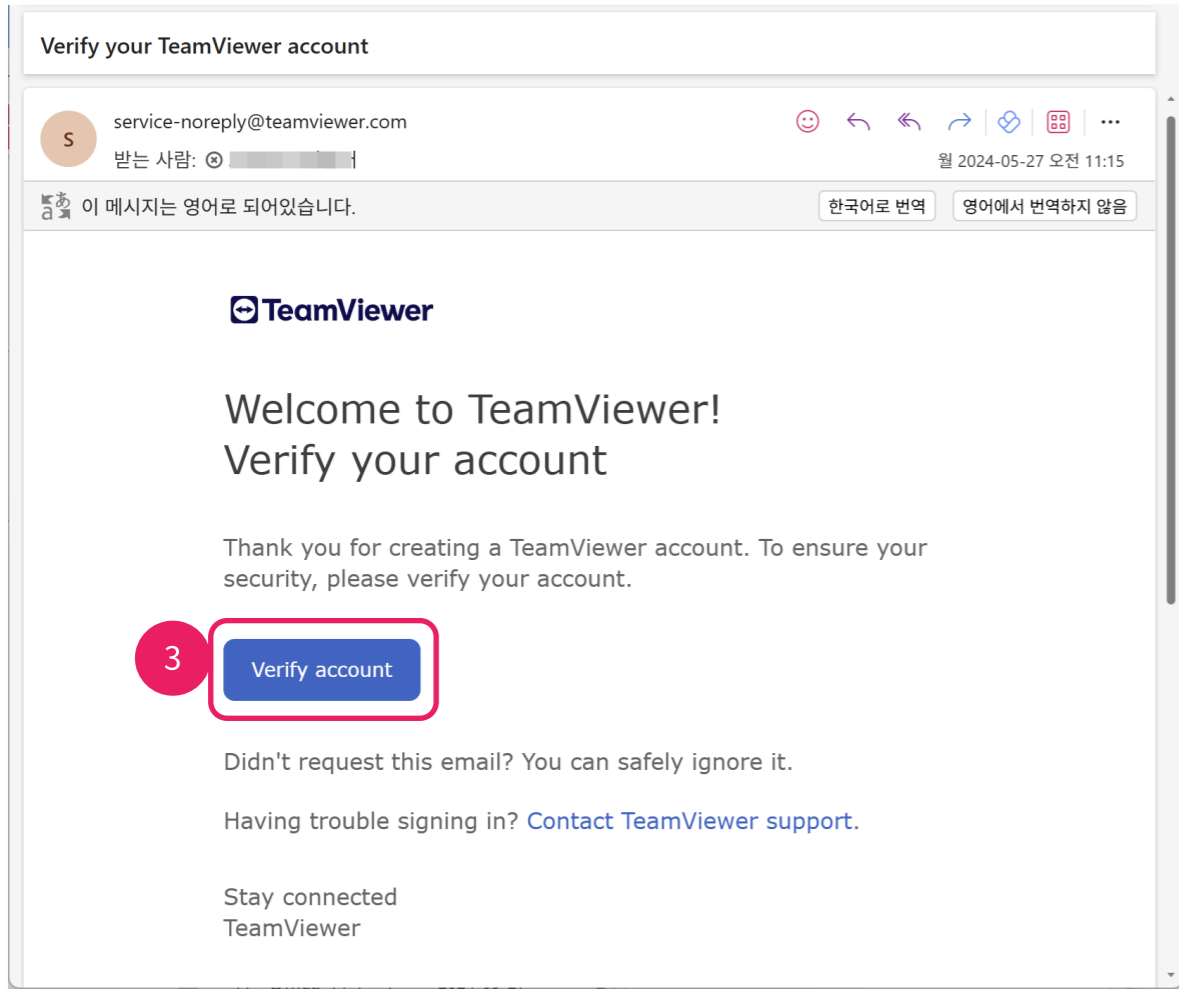 Verify your TeamViewer account
S
service-noreply@teamviewer.com
받는 사람:
월 2024-05-27 오전 11:15
이 메시지는 영어로 되어있습니다.
한국어로 번역
영어에서 번역하지 않음
TeamViewer
Welcome to TeamViewer!
Verify your account
Thank you for creating a TeamViewer account. To ensure your
security, please verify your account.
3
Verify account
Didn't request this email? You can safely ignore it.
Having trouble signing in? Contact TeamViewer support.
Stay connected
TeamViewer